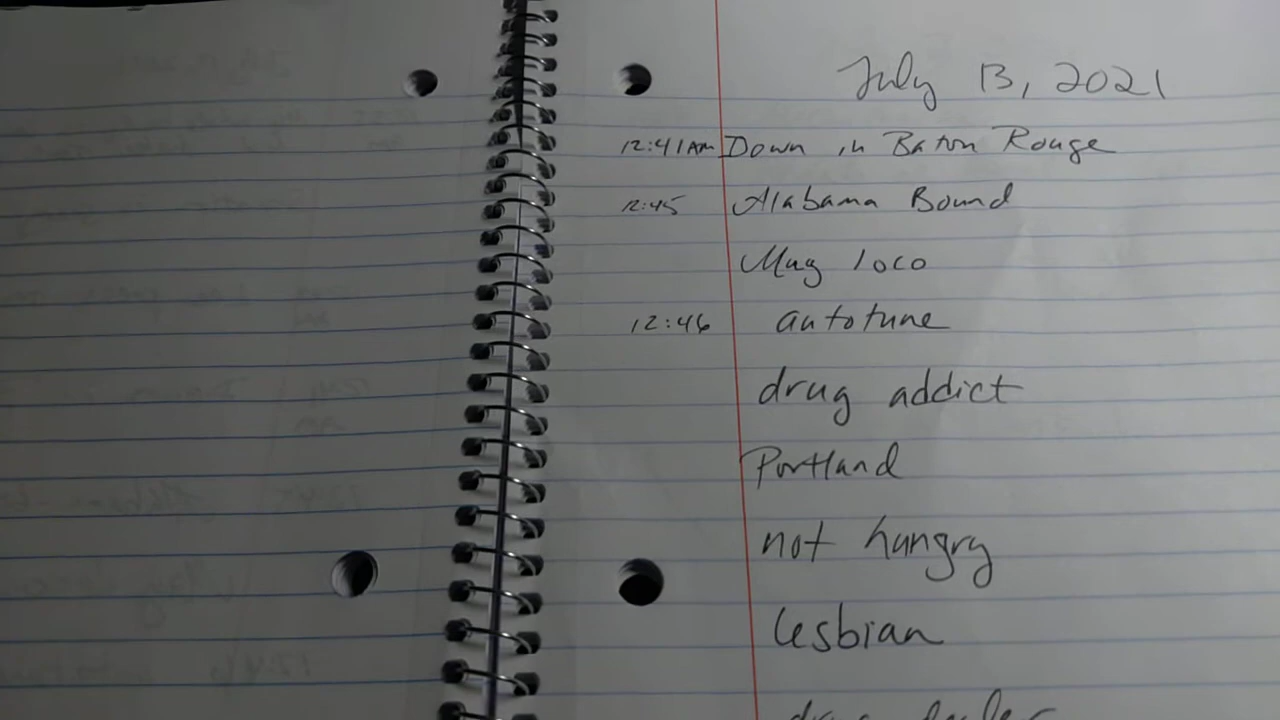 July 13, 2021
12:41AM Down in Baton Rouge
12:45 Alabama Bound
Muy loco
12:46 autotune
drug addict
Portland
not hungry
lesbian